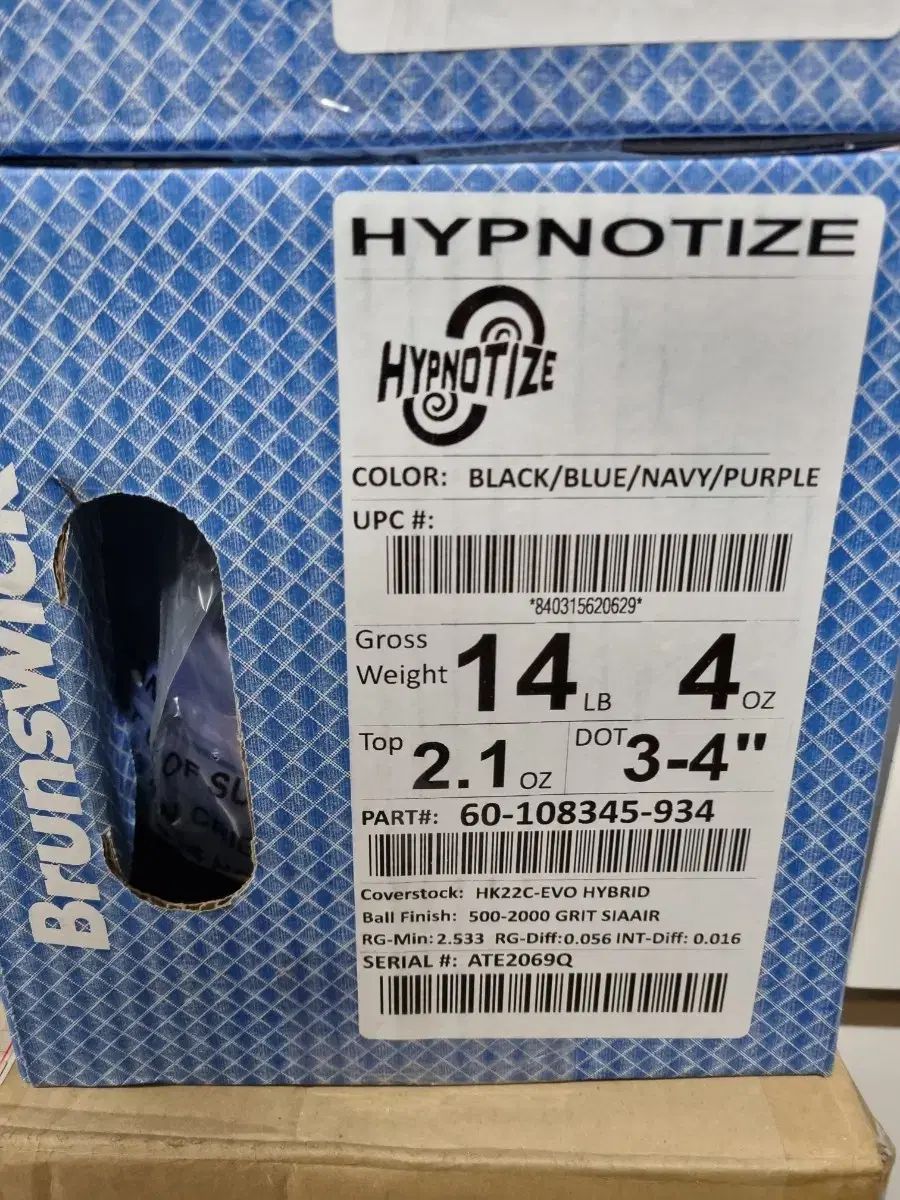 HYPNOTIZE
HYPNOTIZE
COLOR: BLACK/BLUE/NAVY/PURPLE
UPC #:
*840315620629*
Gross Weight 14 LB 4 OZ
Top 2.1 OZ DOT 3-4"
PART#: 60-108345-934
Coverstock: HK22C-EVO HYBRID
Ball Finish: 500-2000 GRIT SIAAIR
RG-Min: 2.533 RG-Diff: 0.056 INT-Diff: 0.016
SERIAL #: ATE2069Q
Brunswick
OF SU